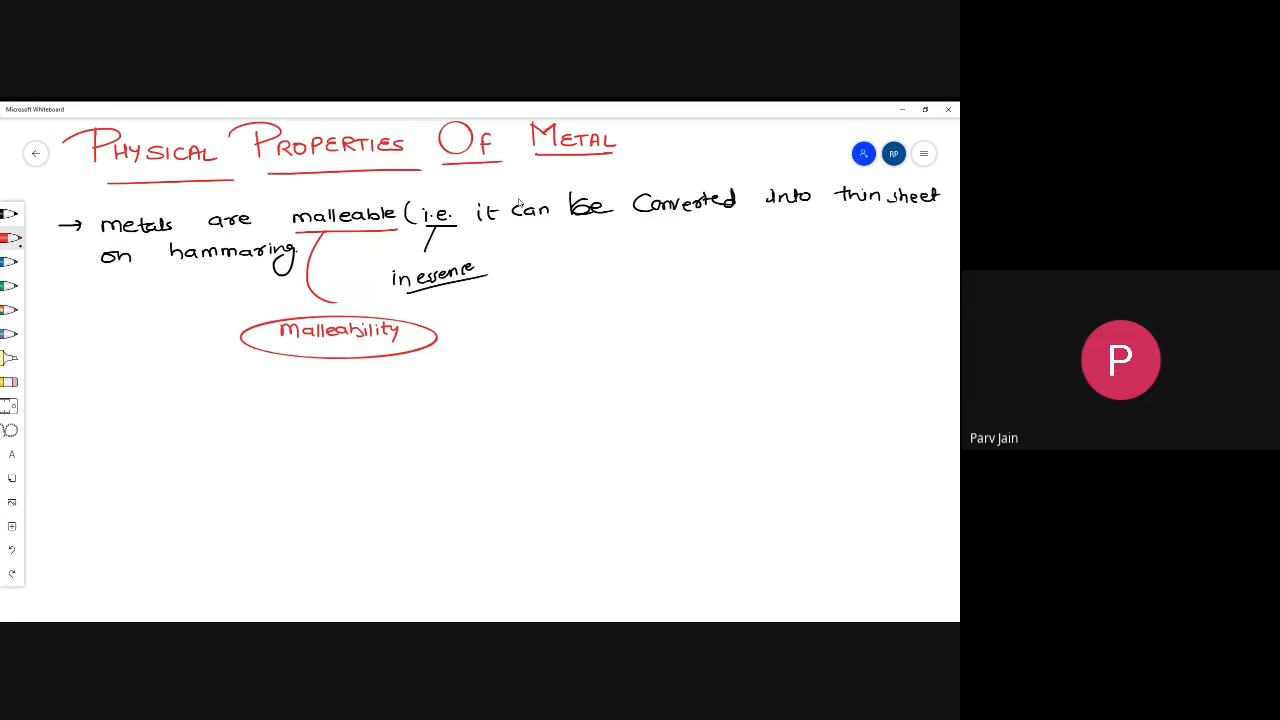 Microsoft Whiteboard
PHYSICAL PROPERTIES OF METAL
RP
→ metals are malleable (i.e. it can be Converted into thin sheet
on hammaring.
in essence
Malleability
A
P
Parv Jain